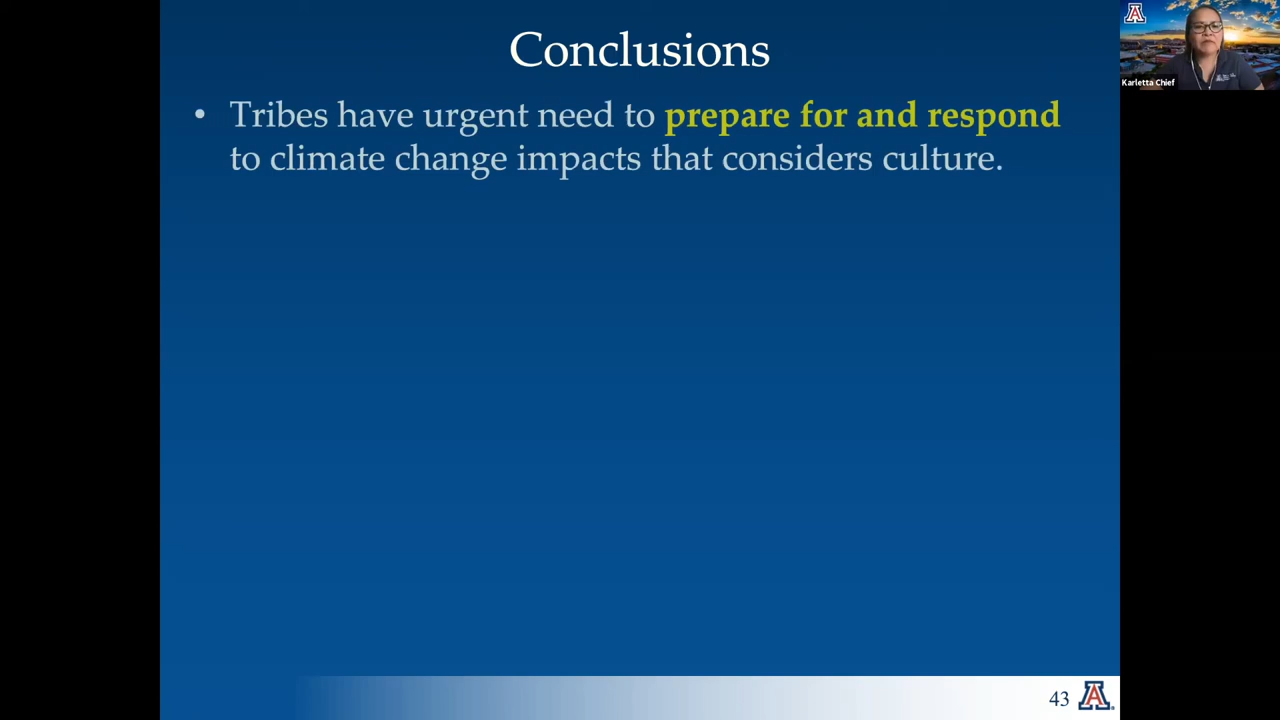 Conclusions
• Tribes have urgent need to prepare for and respond
to climate change impacts that considers culture.
Karletta Chief
43